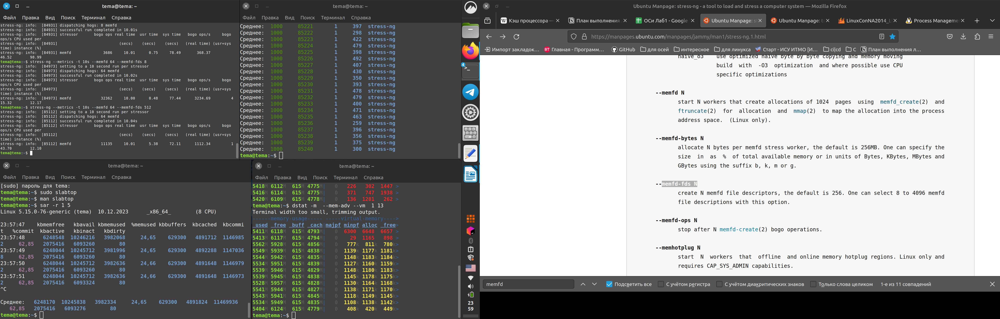 tema@tema: ~
Файл Правка Вид Поиск Терминал Справка
stress-ng: info: [84931] dispatching hogs: 8 memfd
stress-ng: info: [84931] successful run completed in 10.01s
stress-ng: info: [84931] stressor bogo ops real time usr time sys time bogo ops/s bogo
ops/s CPU used per
stress-ng: info: [84931] (secs) (secs) (secs) (real time) (usr+sys
time) instance (%)
stress-ng: info: [84931] memfd 3686 10.01 0.75 78.49 368.37
46.52 98.99
tema@tema:~$ stress-ng --metrics -t 10s --memfd 64 --memfd-fds 8
stress-ng: info: [84973] setting to a 10 second run per stressor
stress-ng: info: [84973] dispatching hogs: 64 memfd
stress-ng: info: [84973] successful run completed in 10.02s
stress-ng: info: [84973] stressor bogo ops real time usr time sys time bogo ops/s bogo
ops/s CPU used per
stress-ng: info: [84973] (secs) (secs) (secs) (real time) (usr+sys
time) instance (%)
stress-ng: info: [84973] memfd 32362 10.00 0.48 77.44 3234.69 4
15.32 12.17
tema@tema:~$ stress-ng --metrics -t 10s --memfd 64 --memfd-fds 512
stress-ng: info: [85112] setting to a 10 second run per stressor
stress-ng: info: [85112] dispatching hogs: 64 memfd
stress-ng: info: [85112] successful run completed in 10.04s
stress-ng: info: [85112] stressor bogo ops real time usr time sys time bogo ops/s bogo
ops/s CPU used per
stress-ng: info: [85112] (secs) (secs) (secs) (real time) (usr+sys
time) instance (%)
stress-ng: info: [85112] memfd 11135 10.01 5.38 72.11 1112.34 1
43.70 12.10
tema@tema:~$
tema@tema: ~
Файл Правка Вид Поиск Терминал Справка
Среднее: 1000 85221 1 397 stress-ng
Среднее: 1000 85222 1 298 stress-ng
Среднее: 1000 85223 1 422 stress-ng
Среднее: 1000 85224 1 479 stress-ng
Среднее: 1000 85225 1 398 stress-ng
Среднее: 1000 85226 1 492 stress-ng
Среднее: 1000 85227 1 407 stress-ng
Среднее: 1000 85228 1 430 stress-ng
Среднее: 1000 85229 1 350 stress-ng
Среднее: 1000 85230 1 393 stress-ng
Среднее: 1000 85231 1 478 stress-ng
Среднее: 1000 85232 1 479 stress-ng
Среднее: 1000 85233 1 400 stress-ng
Среднее: 1000 85234 1 471 stress-ng
Среднее: 1000 85235 1 463 stress-ng
Среднее: 1000 85236 1 259 stress-ng
Среднее: 1000 85237 1 396 stress-ng
Среднее: 1000 85238 1 356 stress-ng
Среднее: 1000 85239 1 375 stress-ng
Среднее: 1000 85240 1 300 stress-ng
tema@tema:~$
tema@tema: ~
Файл Правка Вид Поиск Терминал Справка
[sudo] пароль для tema:
tema@tema:~$ sudo slabtop
tema@tema:~$ man slabtop
tema@tema:~$ sar -r 1 5
Linux 5.15.0-76-generic (tema) 10.12.2023 _x86_64_ (8 CPU)
23:57:47 kbmemfree kbavail kbmemused %memused kbbuffers kbcached kbcommi
t %commit kbactive kbinact kbdirty
23:57:48 6248548 10246216 3982068 24,65 629300 4891712 1146985
2 62,85 2075416 6093260 80
23:57:49 6248044 10245712 3981996 24,65 629300 4892288 1147036
8 62,85 2075416 6093260 80
23:57:50 6248044 10245712 3982636 24,66 629300 4891648 1146979
2 62,85 2075416 6093260 80
23:57:51 6248044 10245712 3982636 24,66 629300 4891648 1146973
2 62,85 2075416 6093324 80
^C
Среднее: 6248170 10245838 3982334 24,65 629300 4891824 11469936
62,85 2075416 6093276 80
tema@tema:~$
tema@tema: ~
Файл Правка Вид Поиск Терминал Справка
5418M 6112M 615M 4775M| 0 226 302 1447 >
5416M 6114M 615M 4775M| 0 371 747 1938 >
5420M 6109M 615M 4778M| 0 136 1281 262 >
tema@tema:~$ dstat -m --mem-adv --vm 1 13
Terminal width too small, trimming output.
------memory-usage----- -----virtual-memory---->
_used _free _buff _cach|majpf minpf alloc _free>
5411M 6118M 615M 4793M| 0 6300 6648 6657 >
5413M 6117M 615M 4794M| 0 29 1165 898 >
5562M 5928M 615M 4856M| 0 777k 811k 780k>
5549M 5939M 615M 4838M| 0 1139k 1177k 1181k>
5544M 5942M 615M 4835M| 0 1148k 1183k 1184k>
5534M 5951M 615M 4839M| 0 1127k 1160k 1159k>
5539M 5946M 615M 4829M| 0 1148k 1180k 1183k>
5539M 5945M 615M 4838M| 0 1145k 1178k 1175k>
5528M 5957M 615M 4828M| 0 1130k 1164k 1168k>
5541M 5944M 615M 4827M| 0 1138k 1171k 1170k>
5543M 5941M 615M 4845M| 0 1118k 1149k 1145k>
5534M 5949M 615M 4835M| 0 1108k 1138k 1142k>
5404M 6124M 615M 4779M| 0 408k 420k 449k>
tema@tema:~$
4
23
59
Ubuntu Manpage: stress-ng - a tool to load and stress a computer system — Mozilla Firefox
Кэш процессора —
План выполнения
ОСи Лаб1 - Google
Ubuntu Manpage: s
Ubuntu Manpage: t
LinuxConNA2014_
Process Manageme
https://manpages.ubuntu.com/manpages/jammy/man1/stress-ng.1.html
Импорт закладок… Главная - Программ… GitHub для осей интересное для линукса Старт - ИСУ ИТМО [И… ci|cd C План выполнения л…
naive_o3 use optimized naive byte by byte copying and memory moving
build with -O3 optimization and where possible use CPU
specific optimizations
--memfd N
start N workers that create allocations of 1024 pages using memfd_create(2) and
ftruncate(2) for allocation and mmap(2) to map the allocation into the process
address space. (Linux only).
--memfd-bytes N
allocate N bytes per memfd stress worker, the default is 256MB. One can specify the
size in as % of total available memory or in units of Bytes, KBytes, MBytes and
GBytes using the suffix b, k, m or g.
--memfd-fds N
create N memfd file descriptors, the default is 256. One can select 8 to 4096 memfd
file descriptions with this option.
--memfd-ops N
stop after N memfd-create(2) bogo operations.
--memhotplug N
start N workers that offline and online memory hotplug regions. Linux only and
requires CAP_SYS_ADMIN capabilities.
memfd
Подсветить все С учётом регистра С учётом диакритических знаков Только слова целиком 1-е из 11 совпадений